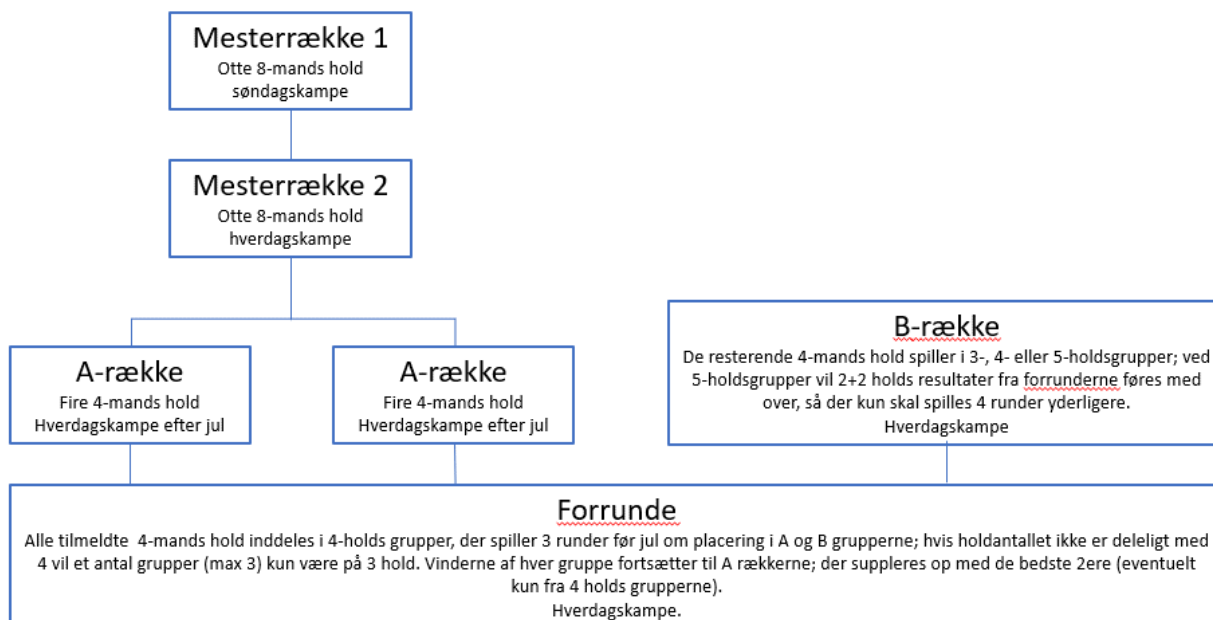 Mesterrække 1
Otte 8-mands hold
søndagskampe
Mesterrække 2
Otte 8-mands hold
hverdagskampe
A-række
Fire 4-mands hold
Hverdagskampe efter jul
A-række
Fire 4-mands hold
Hverdagskampe efter jul
B-række
De resterende 4-mands hold spiller i 3-, 4- eller 5-holdsgrupper; ved
5-holdsgrupper vil 2+2 holds resultater fra forrunderne føres med
over, så der kun skal spilles 4 runder yderligere.
Hverdagskampe
Forrunde
Alle tilmeldte 4-mands hold inddeles i 4-holds grupper, der spiller 3 runder før jul om placering i A og B grupperne; hvis holdantallet ikke er deleligt med
4 vil et antal grupper (max 3) kun være på 3 hold. Vinderne af hver gruppe fortsætter til A rækkerne; der suppleres op med de bedste 2ere (eventuelt
kun fra 4 holds grupperne).
Hverdagskampe.